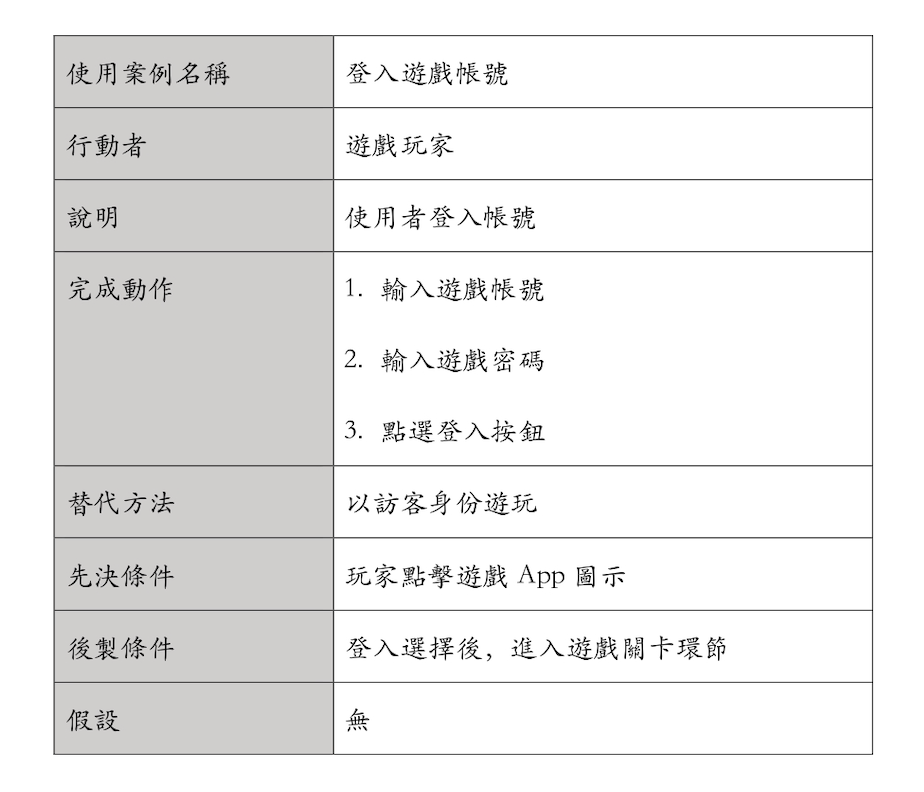 使用案例名稱 登入遊戲帳號
行動者 遊戲玩家
說明 使用者登入帳號
完成動作 1. 輸入遊戲帳號
2. 輸入遊戲密碼
3. 點選登入按鈕
替代方法 以訪客身份遊玩
先決條件 玩家點擊遊戲 App 圖示
後製條件 登入選擇後，進入遊戲關卡環節
假設 無